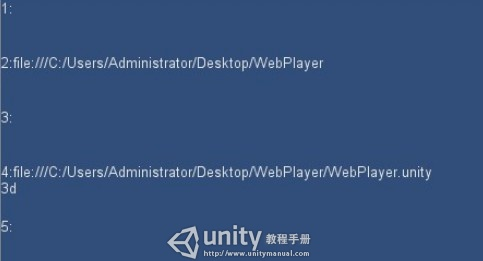 1:
2:file:///C:/Users/Administrator/Desktop/WebPlayer
3:
4:file:///C:/Users/Administrator/Desktop/WebPlayer/WebPlayer.unity
3d
5:
unity 教程手册
http://www.unitymanual.com